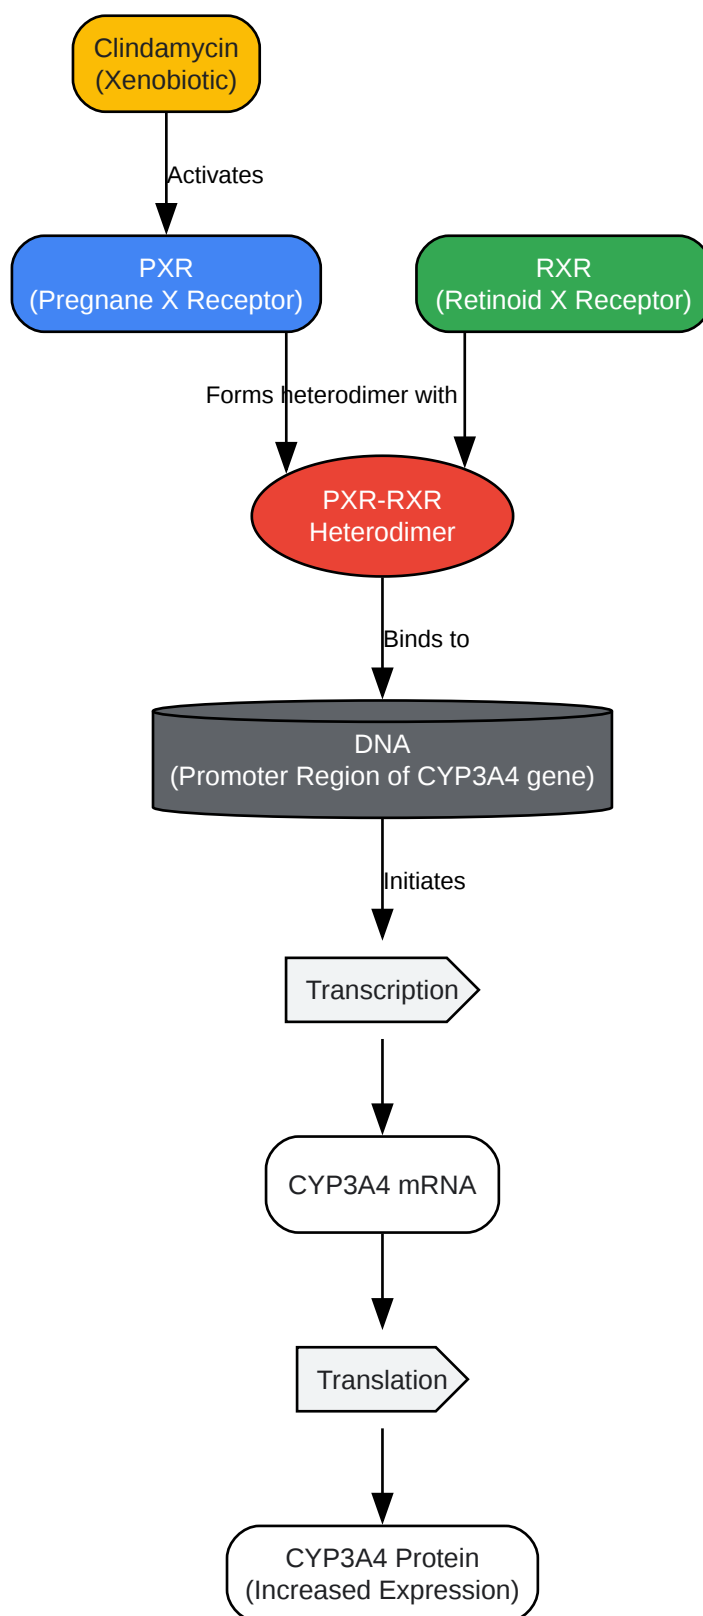 Clindamycin
(Xenobiotic)
Activates
PXR
(Pregnane X Receptor)
RXR
(Retinoid X Receptor)
Forms heterodimer with
PXR-RXR
Heterodimer
Binds to
DNA
(Promoter Region of CYP3A4 gene)
Initiates
Transcription
CYP3A4 mRNA
Translation
CYP3A4 Protein
(Increased Expression)